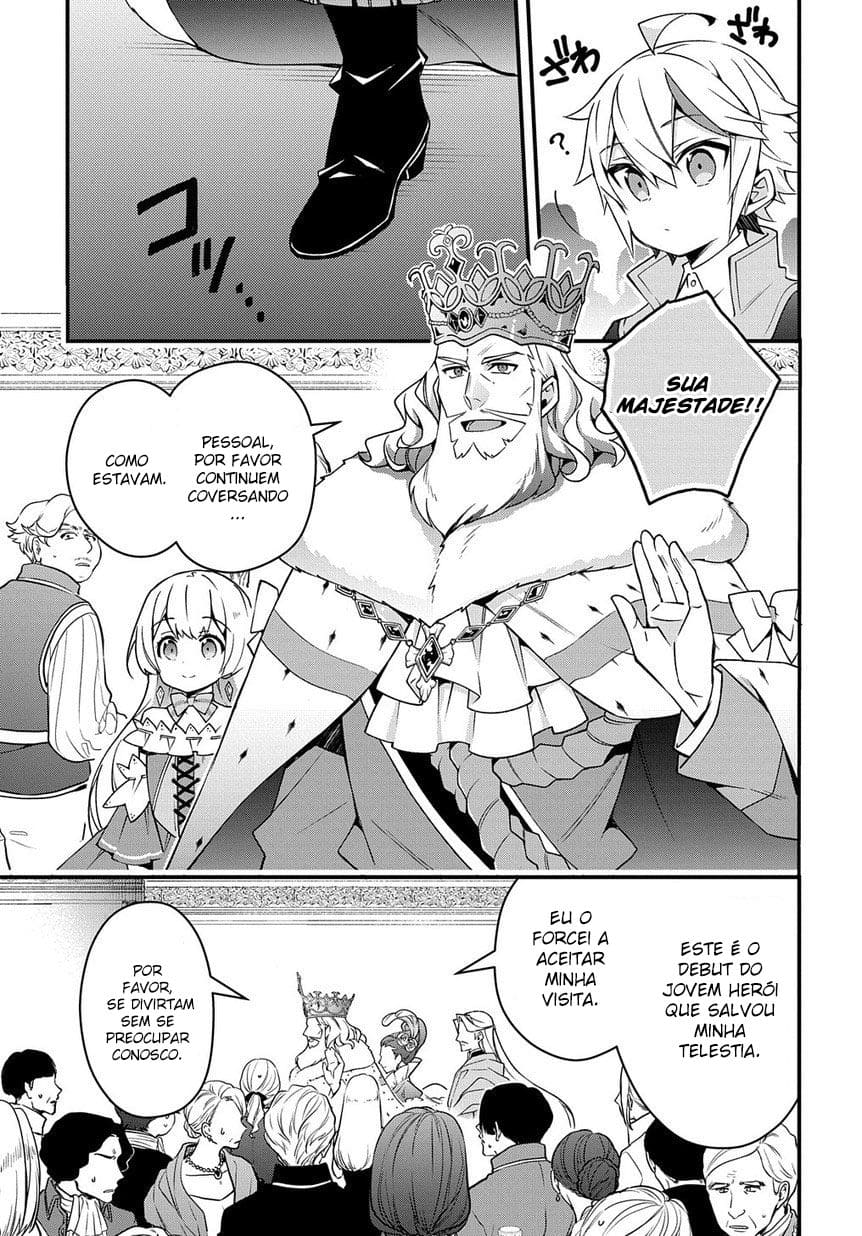 ざわ
ざわ
?
コツ
SUA
MAJESTADE!!
PESSOAL,
POR FAVOR
CONTINUEM
COVERSANDO
...
COMO
ESTAVAM.
ESTE É O
DEBUT DO
JOVEM HERÓI
QUE SALVOU
MINHA
TELESTIA.
EU O
FORCEI A
ACEITAR
MINHA
VISITA.
POR
FAVOR,
SE DIVIRTAM
SEM SE
PREOCUPAR
CONOSCO.